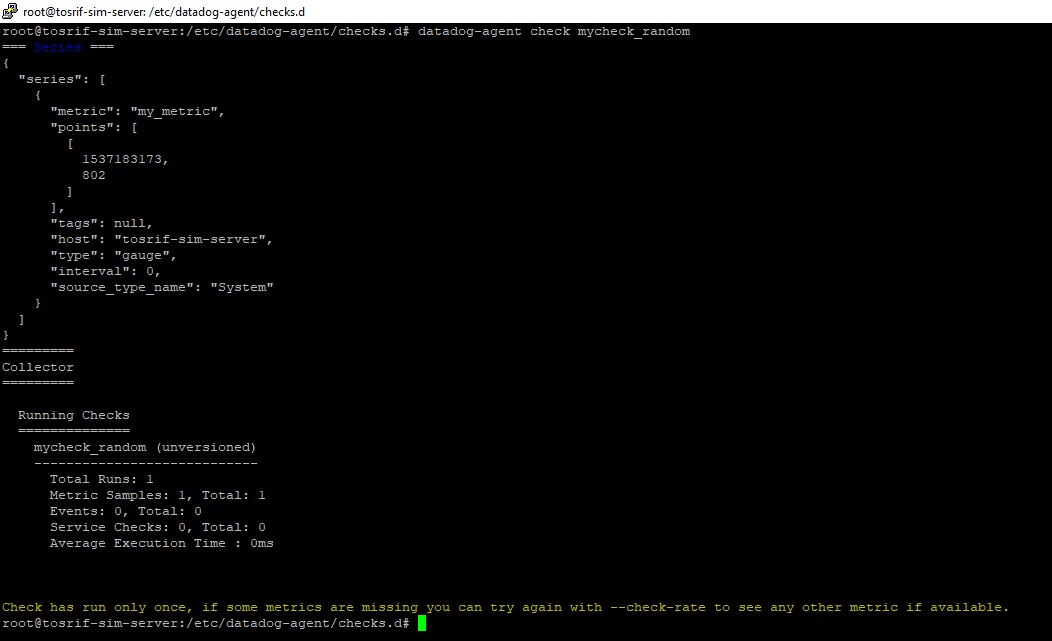 root@tosrif-sim-server: /etc/datadog-agent/checks.d
root@tosrif-sim-server:/etc/datadog-agent/checks.d# datadog-agent check mycheck_random
=== Series ===
{
  "series": [
    {
      "metric": "my_metric",
      "points": [
        [
          1537183173,
          802
        ]
      ],
      "tags": null,
      "host": "tosrif-sim-server",
      "type": "gauge",
      "interval": 0,
      "source_type_name": "System"
    }
  ]
}
=========
Collector
=========

  Running Checks
  ==============
    mycheck_random (unversioned)
    ----------------------------
      Total Runs: 1
      Metric Samples: 1, Total: 1
      Events: 0, Total: 0
      Service Checks: 0, Total: 0
      Average Execution Time : 0ms

Check has run only once, if some metrics are missing you can try again with --check-rate to see any other metric if available.
root@tosrif-sim-server:/etc/datadog-agent/checks.d#